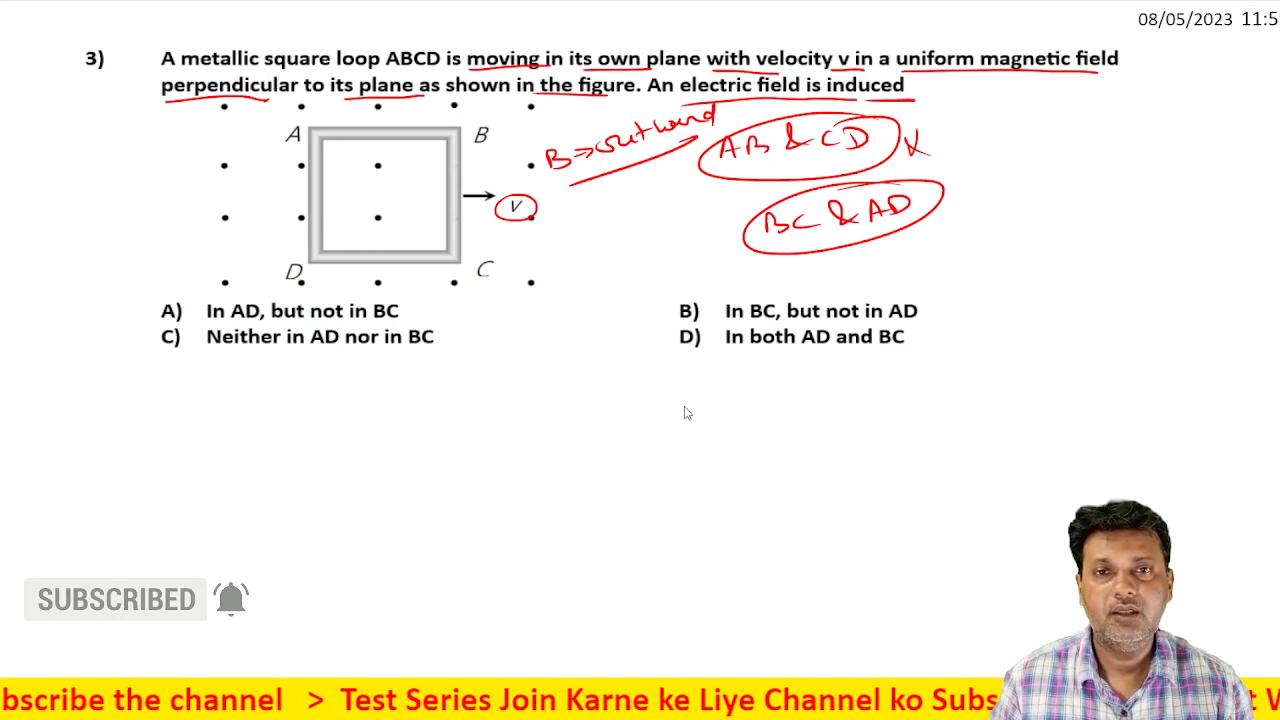 08/05/2023 11:5
3) A metallic square loop ABCD is moving in its own plane with velocity v in a uniform magnetic field
perpendicular to its plane as shown in the figure. An electric field is induced
A B
B⇒outward
AB & CD ×
V
BC & AD
D C
A) In AD, but not in BC B) In BC, but not in AD
C) Neither in AD nor in BC D) In both AD and BC
SUBSCRIBED
bscribe the channel > Test Series Join Karne ke Liye Channel ko Subs t V